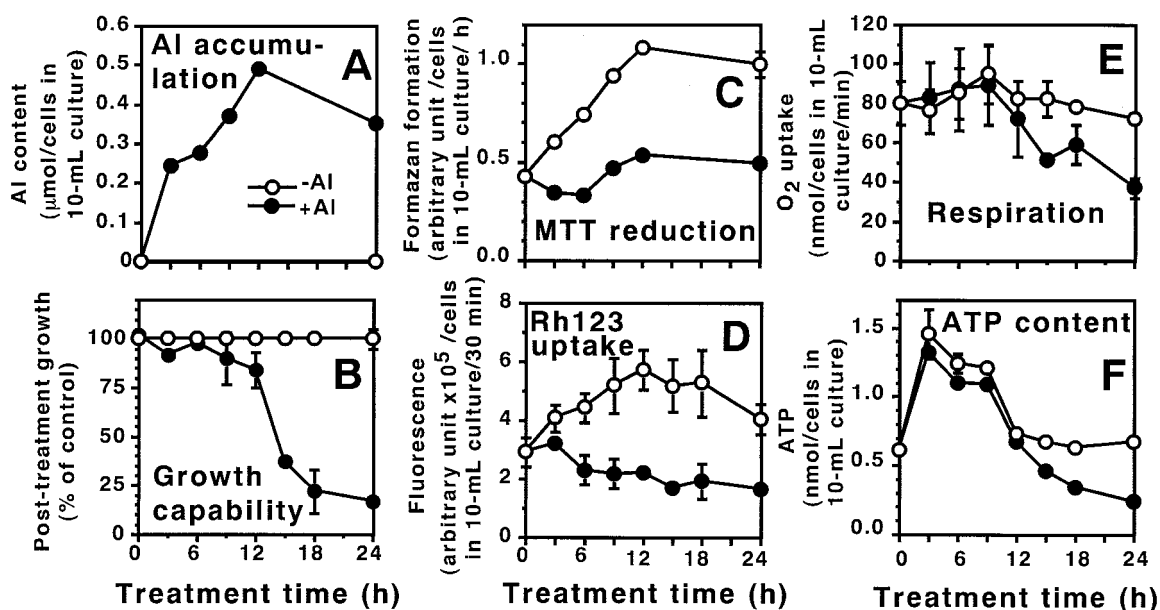 Al content
(µmol/cells in
10-mL culture)
0.6
0.5
0.4
0.3
0.2
0.1
0
Al accumu-
lation
A
-Al
+Al
Post-treatment growth
(% of control)
100
75
50
25
0
B
Growth
capability
0 6 12 18 24
Treatment time (h)
Formazan formation
(arbitrary unit /cells
in 10-mL culture/ h)
1.0
0.5
0.0
C
MTT reduction
Fluorescence
(arbitrary unit x10⁵ /cells
in 10-mL culture/30 min)
8
6
4
2
0
Rh123
uptake
D
0 6 12 18 24
Treatment time (h)
O₂ uptake
(nmol/cells in 10-mL
culture/min)
120
100
80
60
40
20
0
E
Respiration
ATP
(nmol/cells in
10-mL culture)
1.5
1.0
0.5
0.0
ATP content
F
0 6 12 18 24
Treatment time (h)